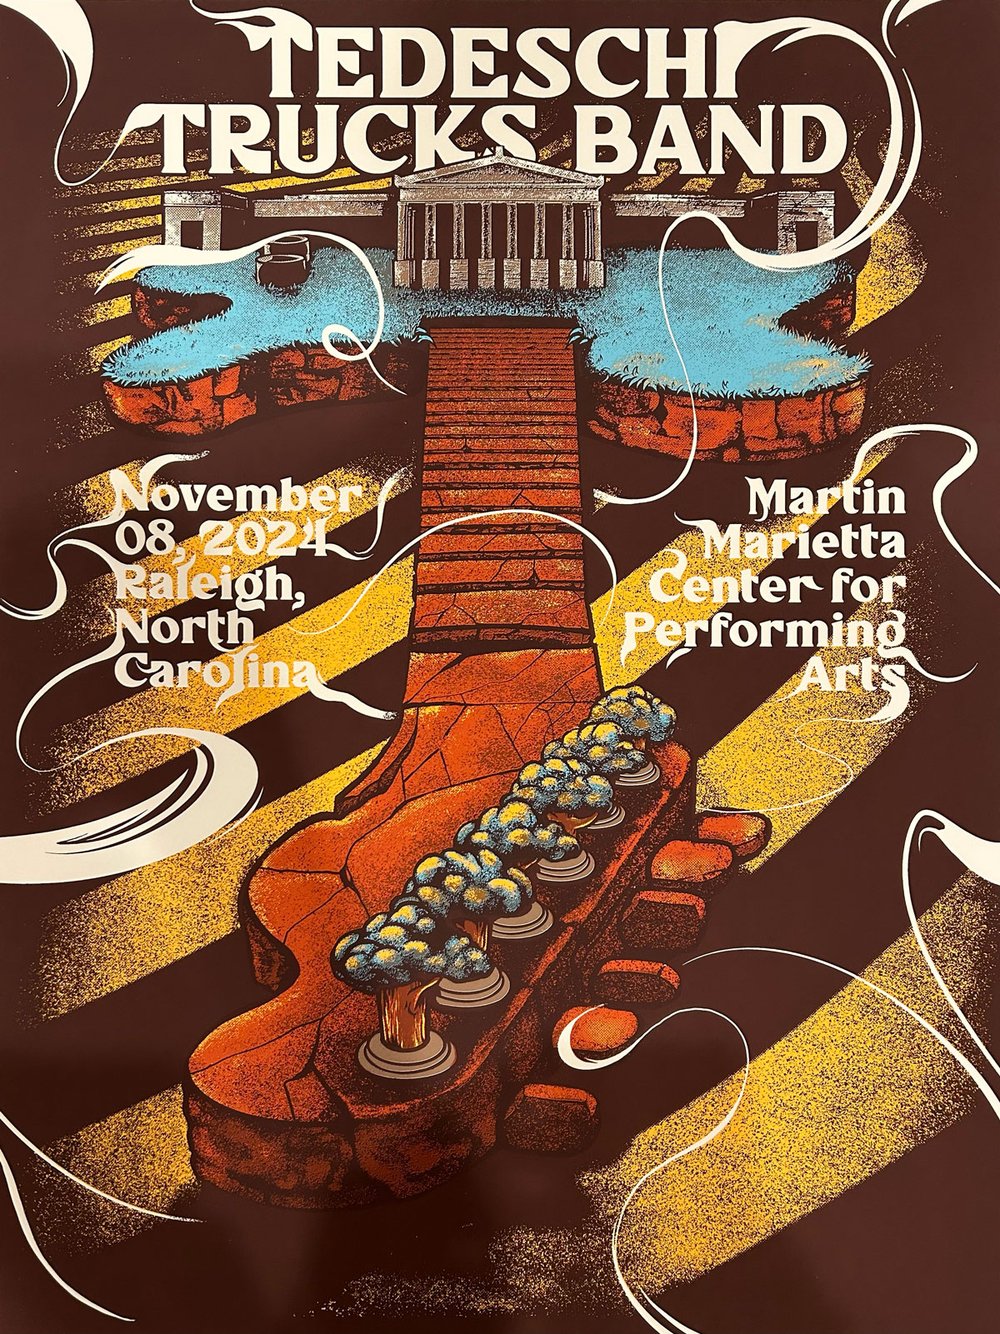 TEDESCHI
TRUCKS BAND
November
08, 2024
Raleigh,
North
Carolina
Martin
Marietta
Center for
Performing
Arts